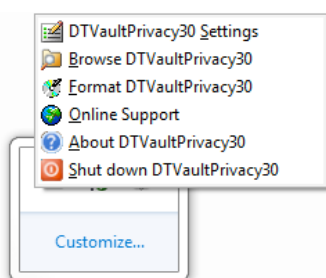 DTVaultPrivacy30 Settings
Browse DTVaultPrivacy30
Format DTVaultPrivacy30
Online Support
About DTVaultPrivacy30
Shut down DTVaultPrivacy30
Customize...